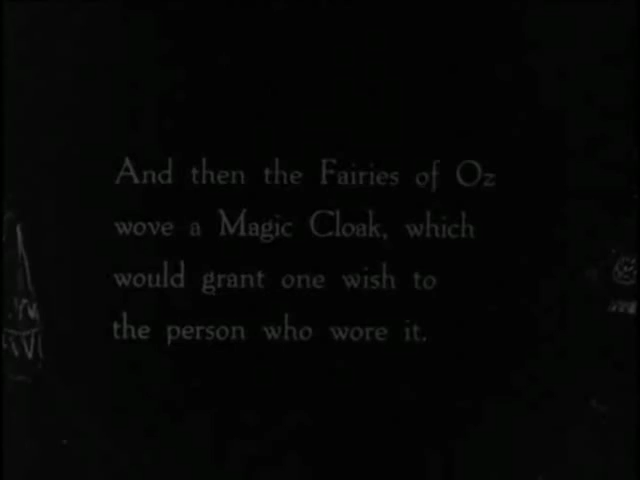 And then the Fairies of Oz
wove a Magic Cloak, which
would grant one wish to
the person who wore it.